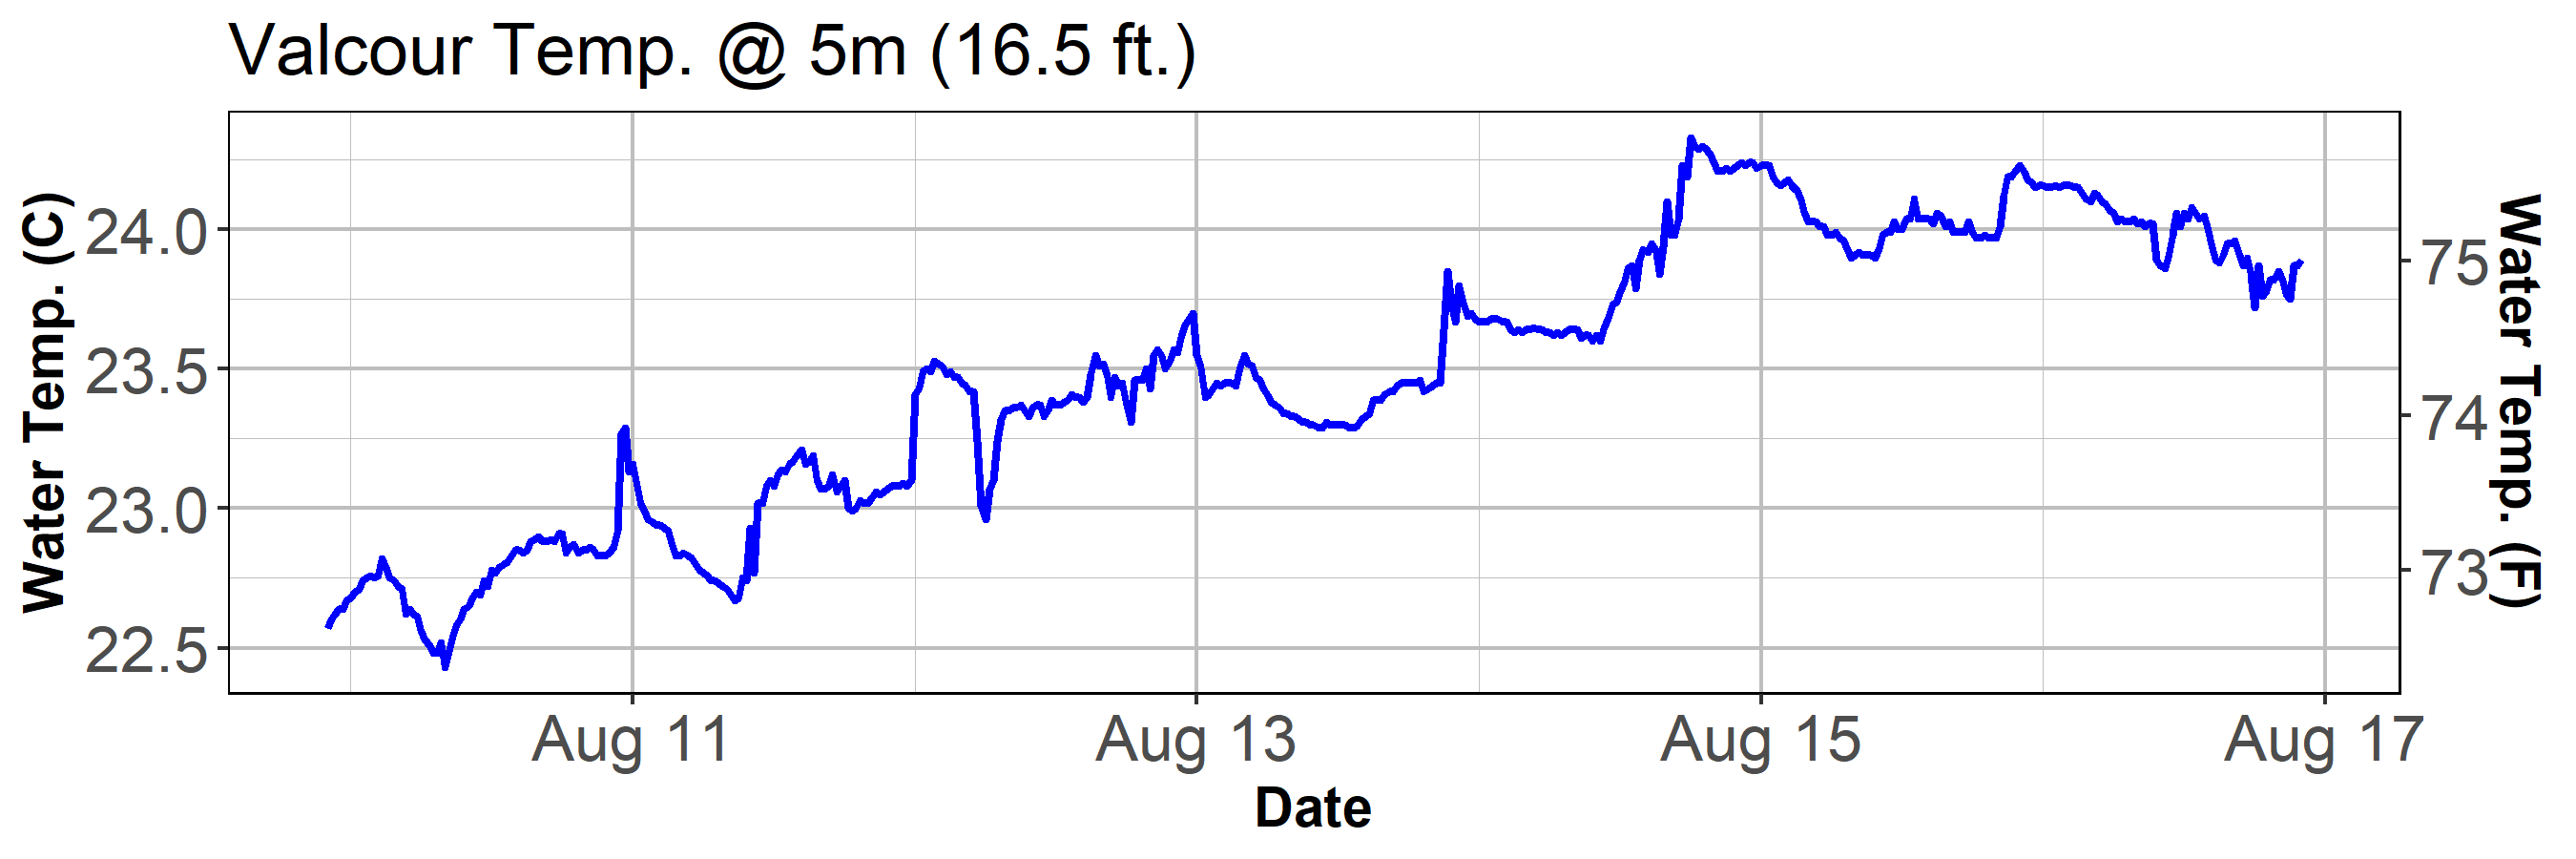 Valcour Temp. @ 5m (16.5 ft.)
Water Temp. (C)
24.0
23.5
23.0
22.5
75
74
73
Water Temp. (F)
Aug 11
Aug 13
Aug 15
Aug 17
Date